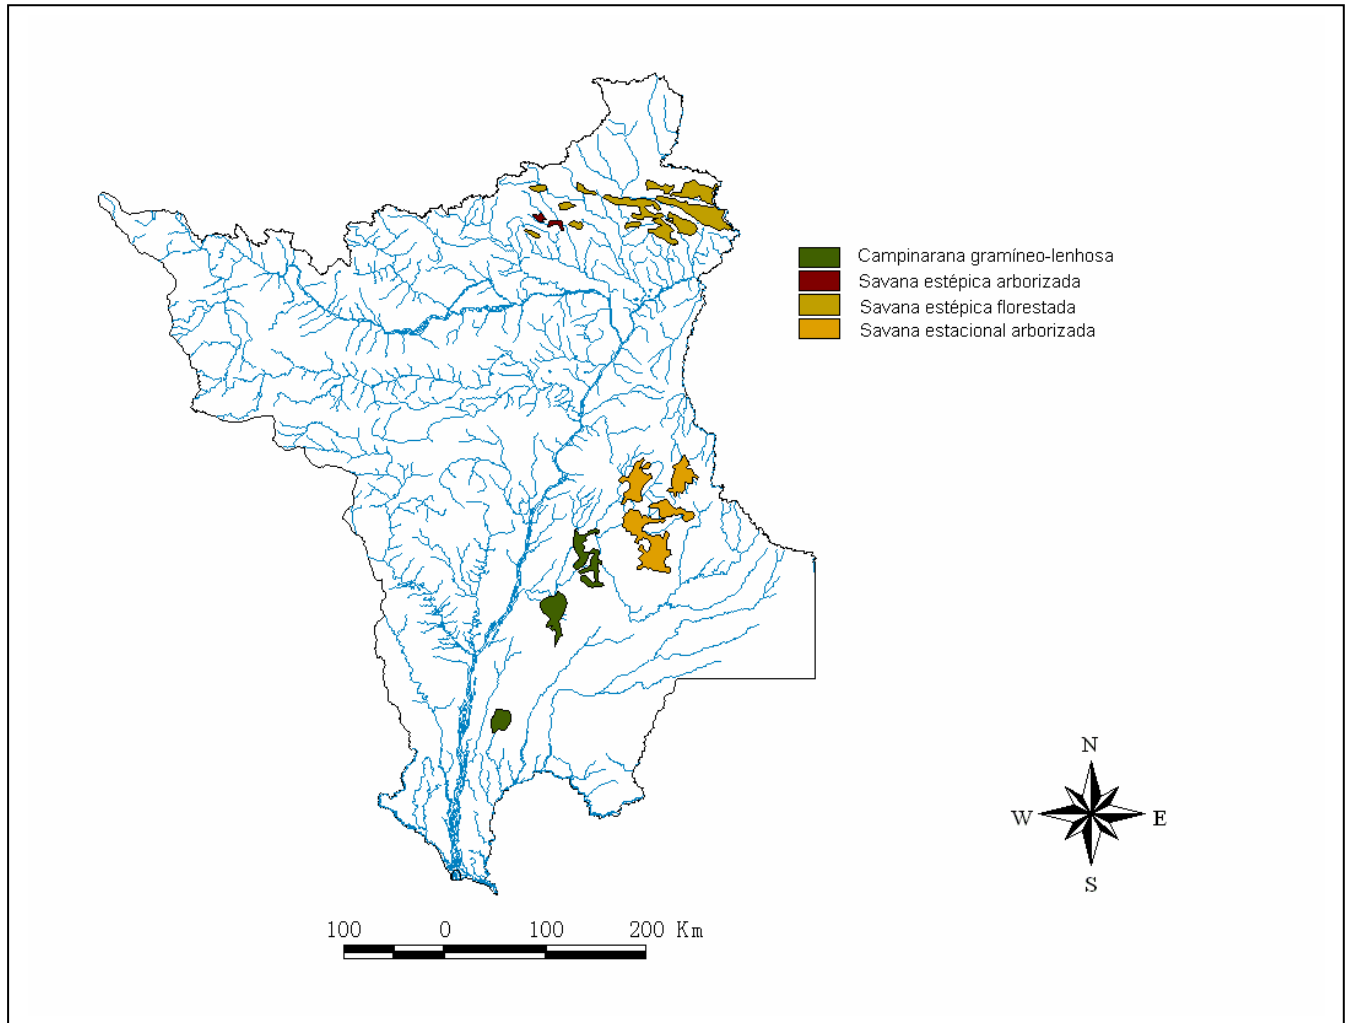 Campinarana gramíneo-lenhosa
Savana estépica arborizada
Savana estépica florestada
Savana estacional arborizada
N
W E
S
100 0 100 200 Km